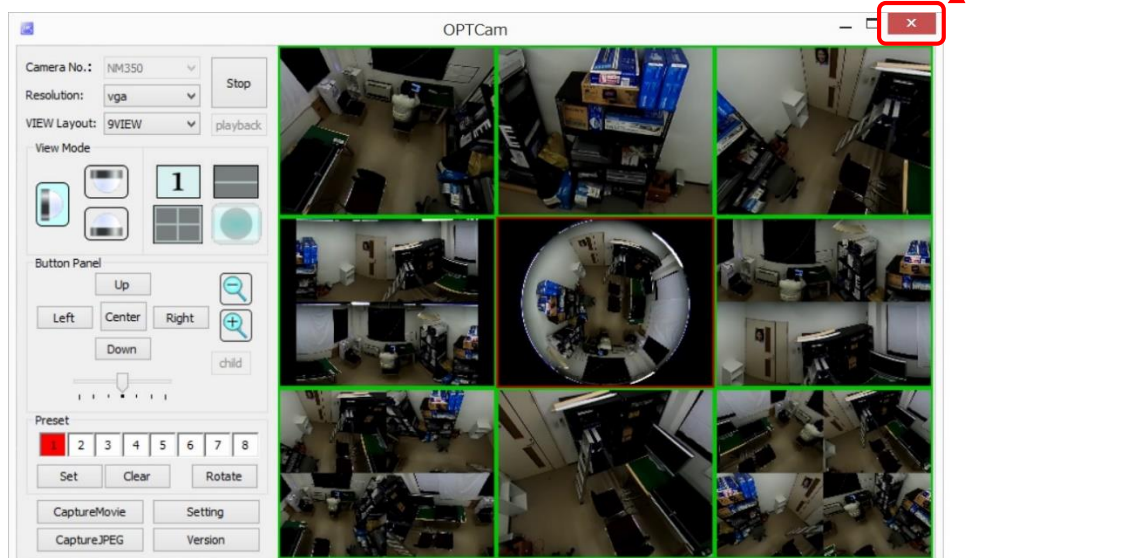 OPTCam
Camera No.: NM350
Stop
Resolution: vga
VIEW Layout: 9VIEW
playback
View Mode
1
Button Panel
Up
Left Center Right
Down
child
Preset
1 2 3 4 5 6 7 8
Set Clear Rotate
CaptureMovie Setting
CaptureJPEG Version